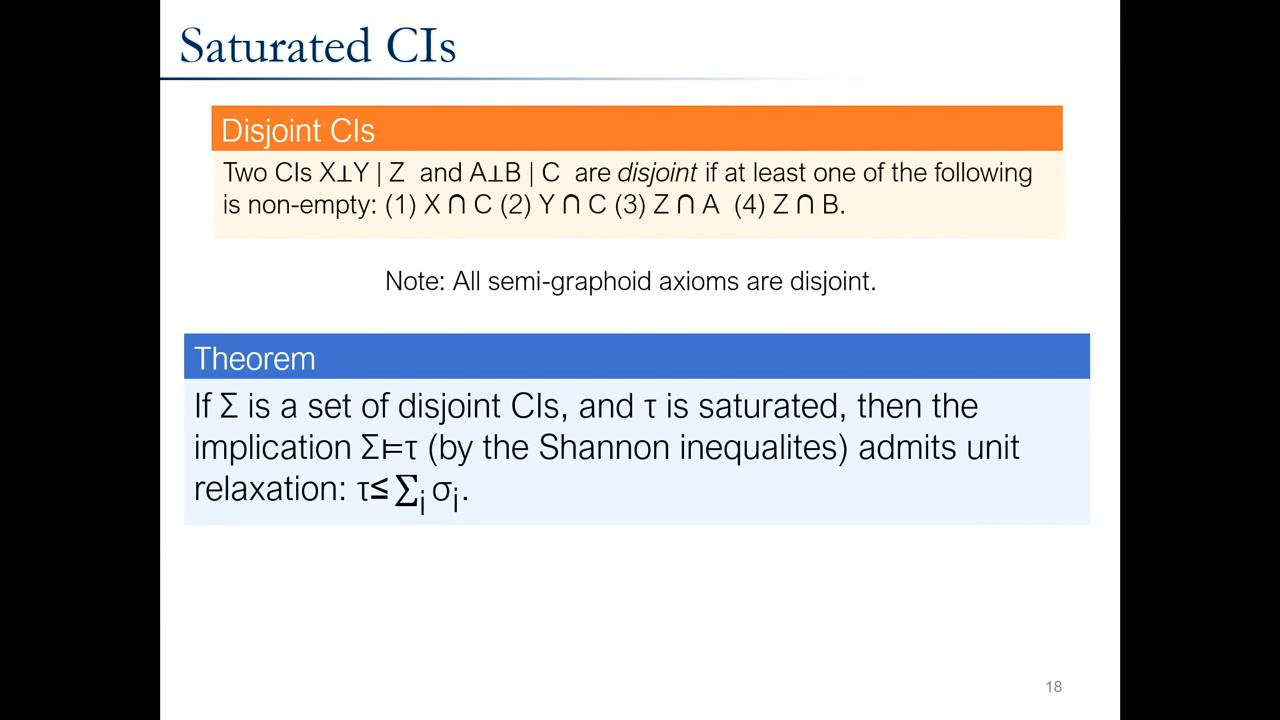 Saturated CIs
Disjoint CIs
Two CIs X⊥Y | Z and A⊥B | C are disjoint if at least one of the following
is non-empty: (1) X ∩ C (2) Y ∩ C (3) Z ∩ A (4) Z ∩ B.
Note: All semi-graphoid axioms are disjoint.
Theorem
If Σ is a set of disjoint CIs, and τ is saturated, then the
implication Σ⊨τ (by the Shannon inequalites) admits unit
relaxation: τ≤∑i σi.
18